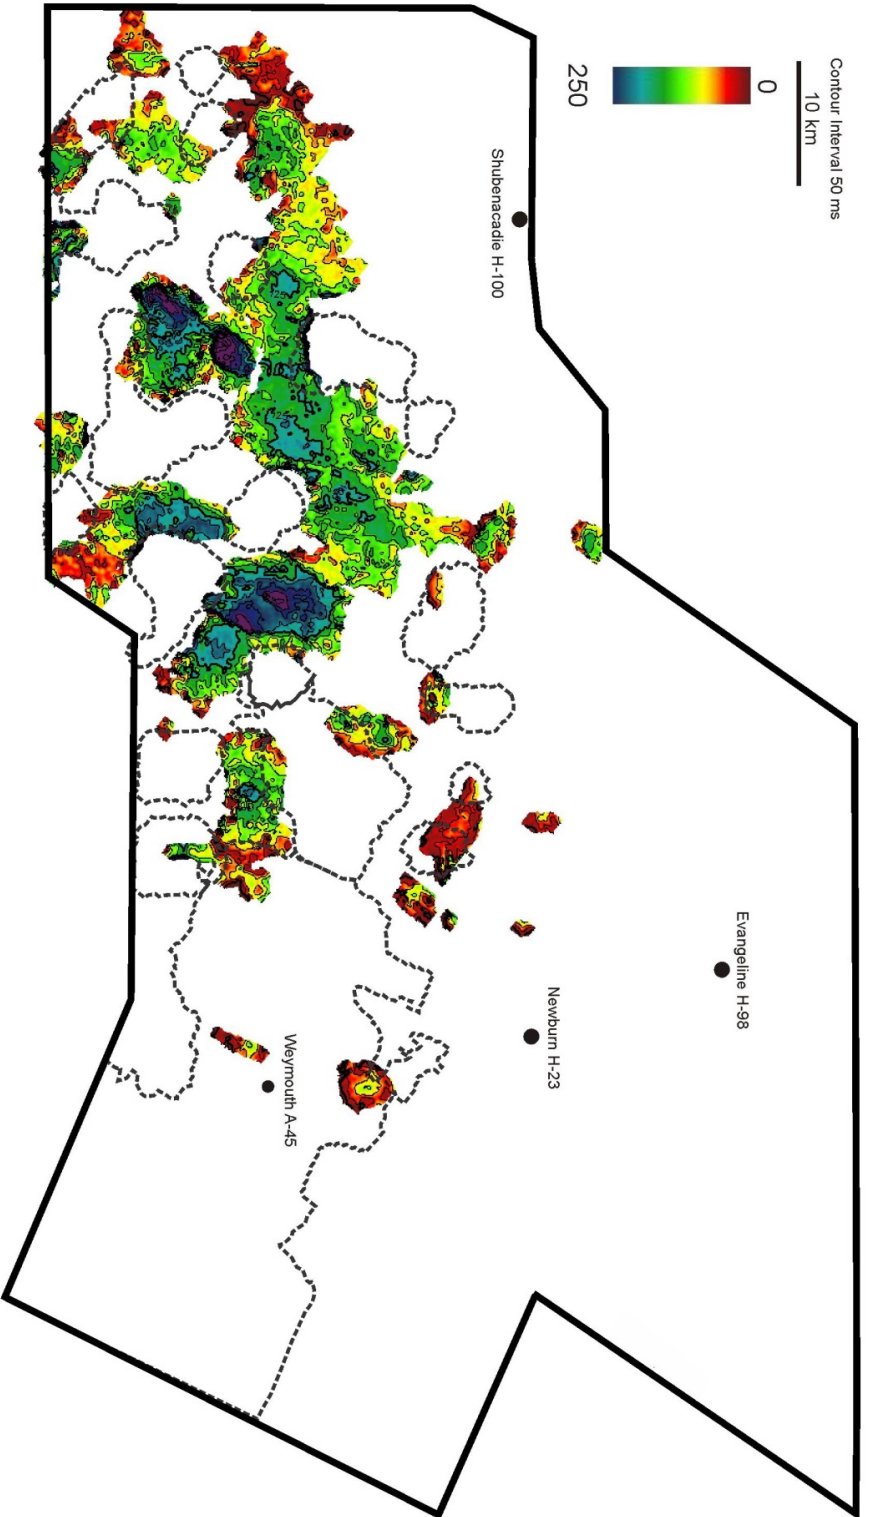 Contour Interval 50 ms
10 km
0
250
Shubenacadie H-100
Evangeline H-98
Newburn H-23
Weymouth A-45